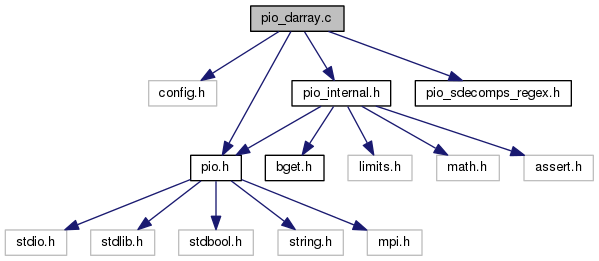 pio_darray.c
config.h
pio_internal.h
pio_sdecomps_regex.h
pio.h
bget.h
limits.h
math.h
assert.h
stdio.h
stdlib.h
stdbool.h
string.h
mpi.h